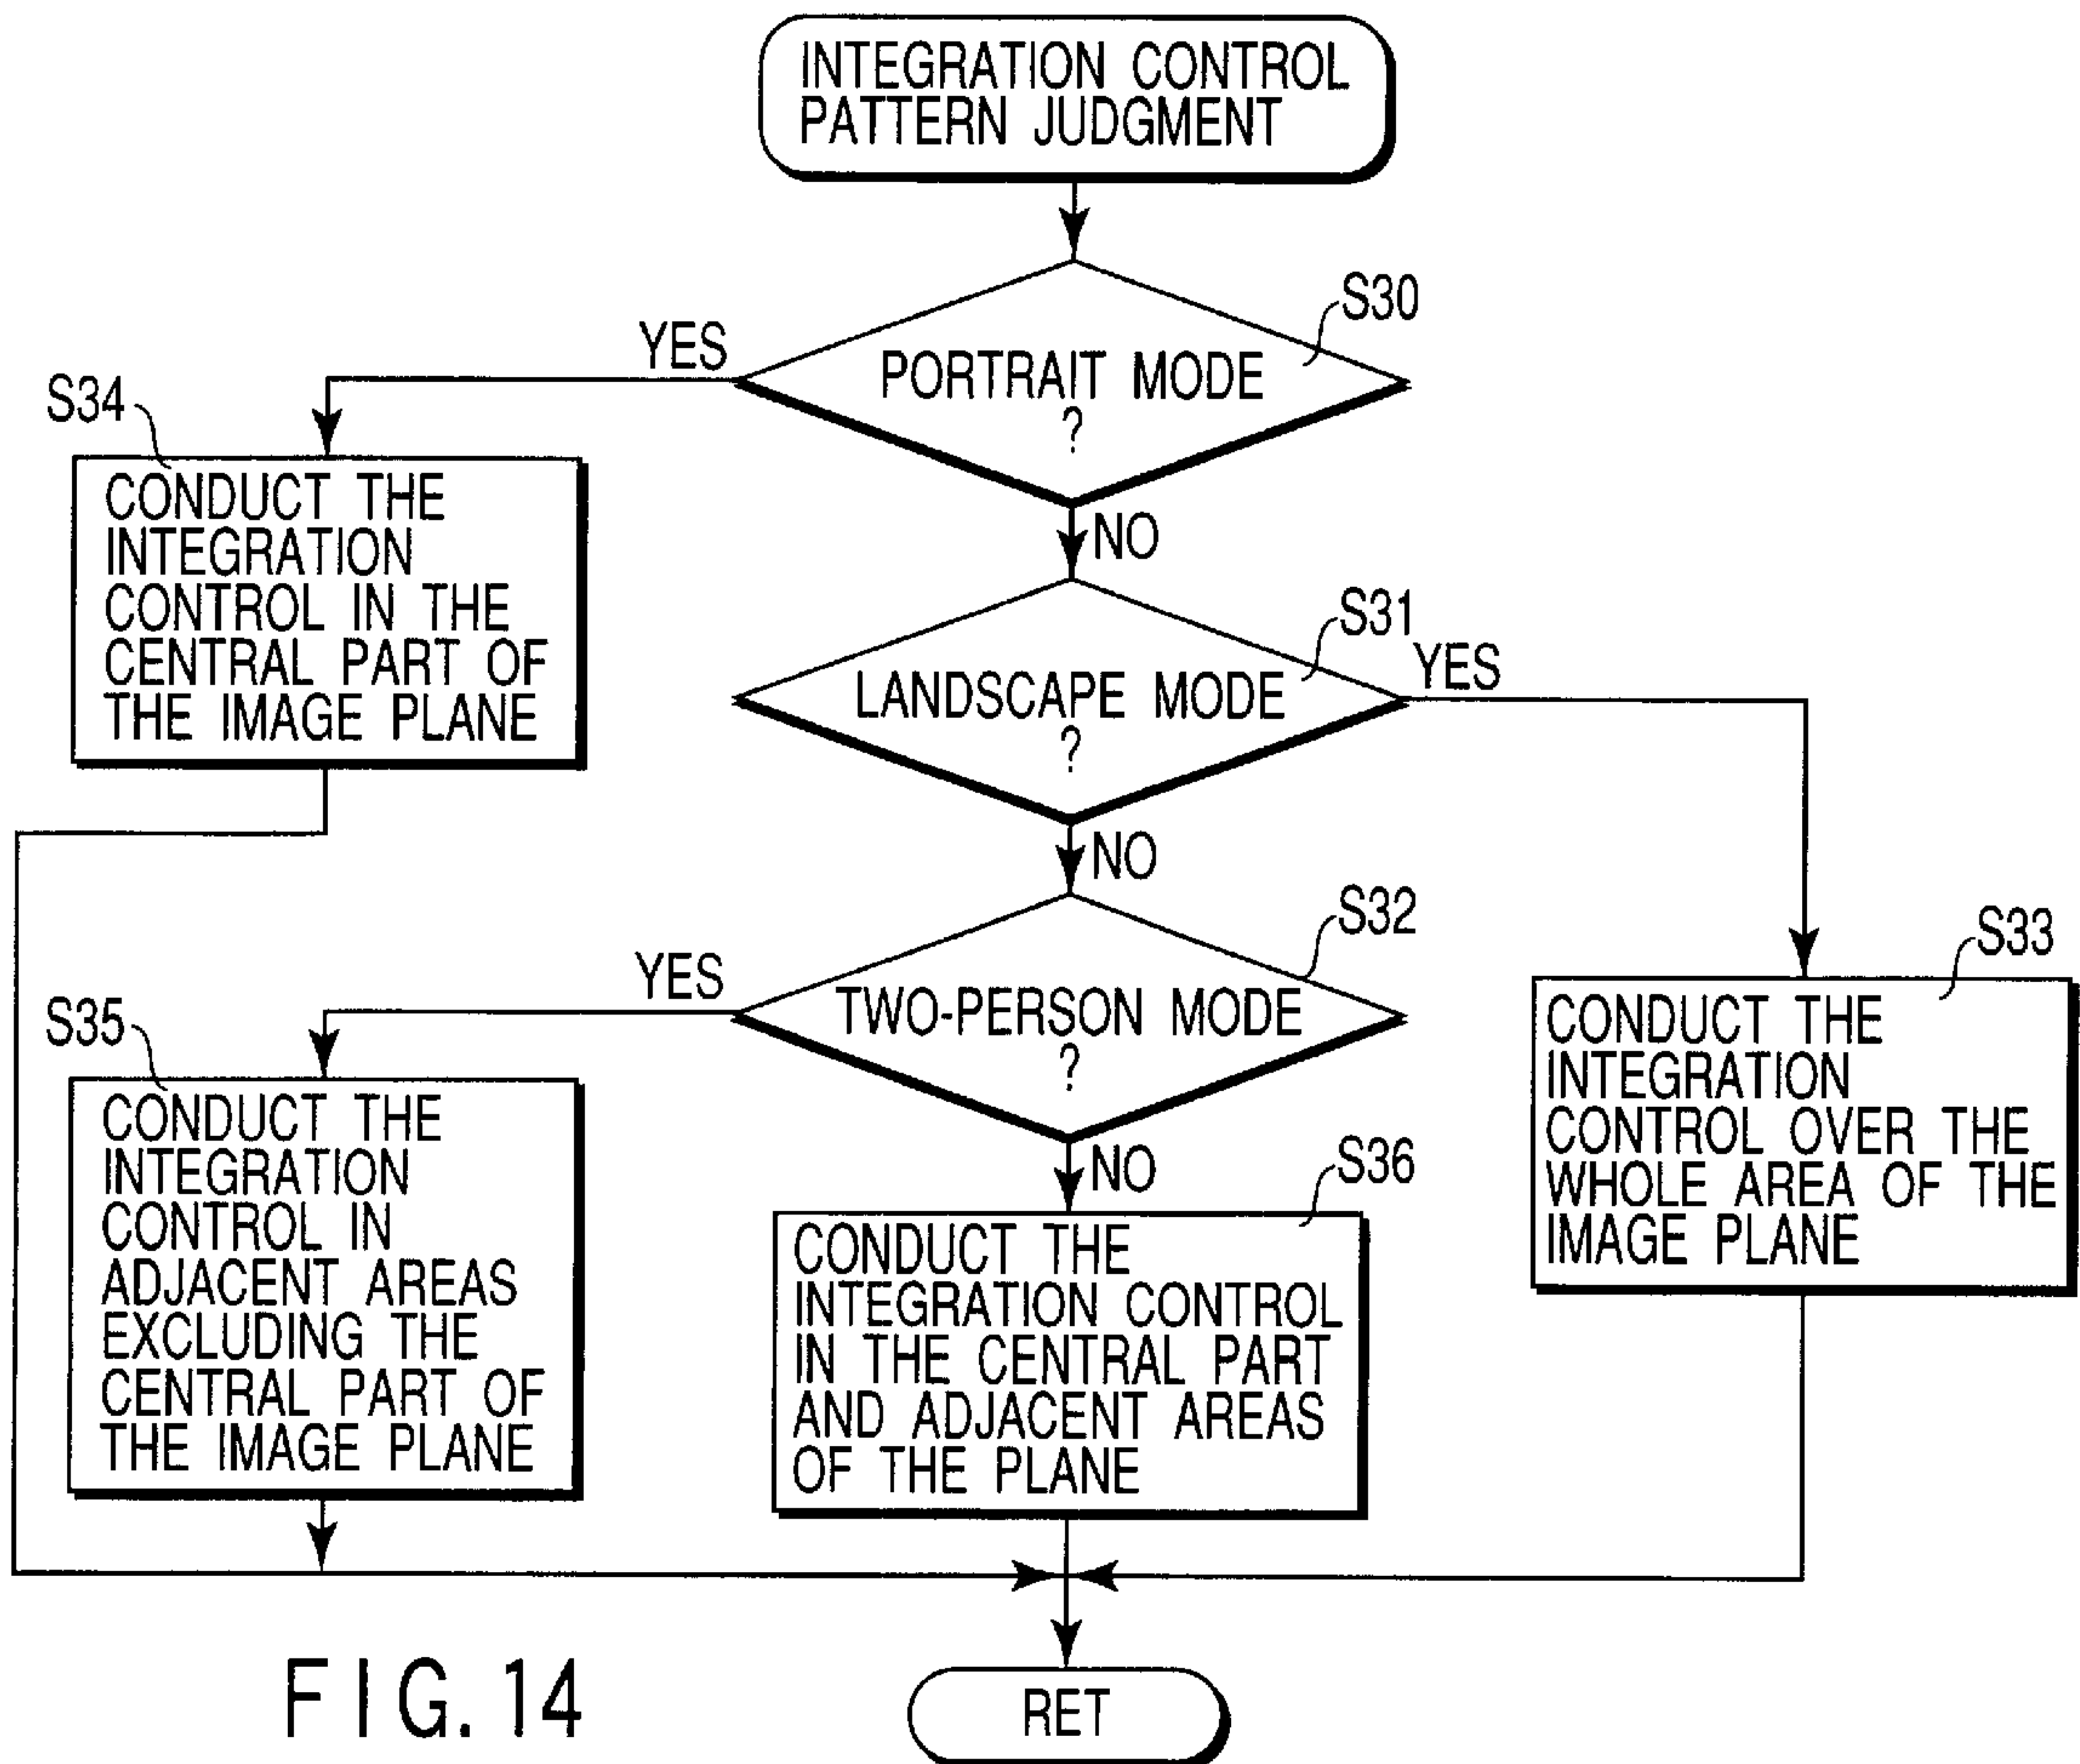 INTEGRATION CONTROL
PATTERN JUDGMENT
S30
YES
PORTRAIT MODE
?
S34
NO
CONDUCT THE
INTEGRATION
CONTROL IN THE
CENTRAL PART OF
THE IMAGE PLANE
S31
YES
LANDSCAPE MODE
?
NO
S32
YES
TWO-PERSON MODE
?
S33
CONDUCT THE
INTEGRATION
CONTROL OVER THE
WHOLE AREA OF THE
IMAGE PLANE
S35
CONDUCT THE
INTEGRATION
CONTROL IN
ADJACENT AREAS
EXCLUDING THE
CENTRAL PART OF
THE IMAGE PLANE
NO
S36
CONDUCT THE
INTEGRATION CONTROL
IN THE CENTRAL PART
AND ADJACENT AREAS
OF THE PLANE
RET
FIG. 14